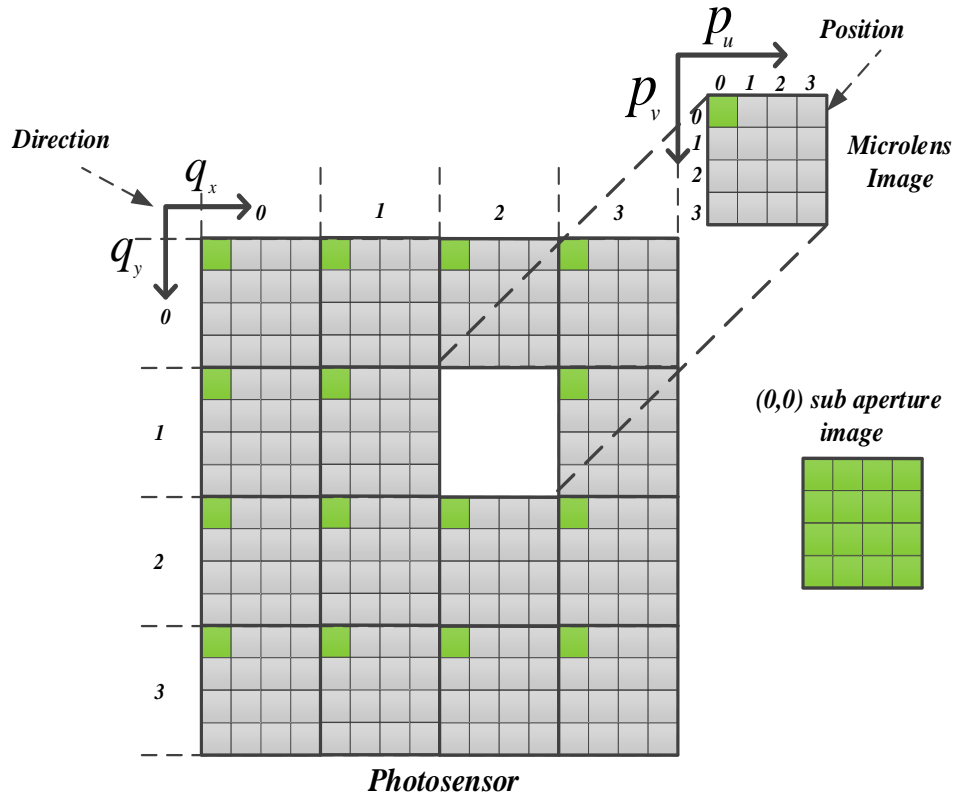 p_u
Position
0 1 2 3
p_v
0
1
2
3
Microlens
Image
Direction
q_x
0 1 2 3
q_y
0
1
2
3
(0,0) sub aperture
image
Photosensor